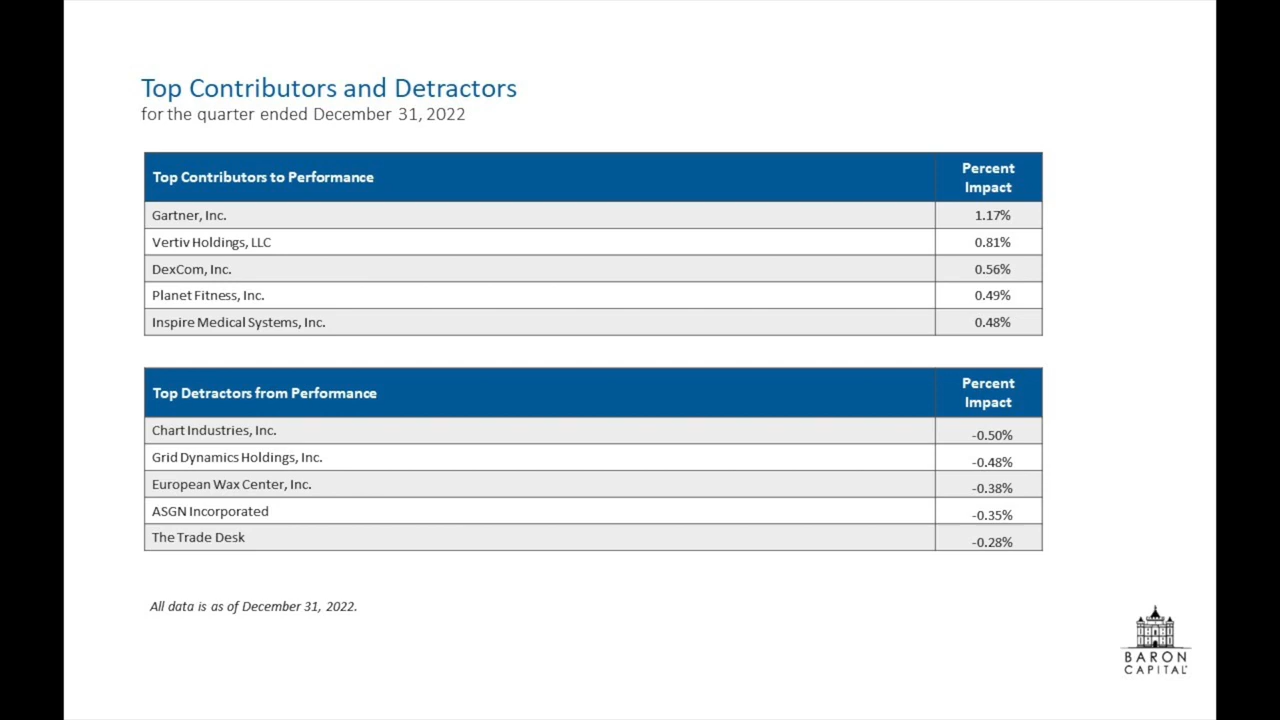 Top Contributors and Detractors
for the quarter ended December 31, 2022
Top Contributors to Performance Percent Impact
Gartner, Inc. 1.17%
Vertiv Holdings, LLC 0.81%
DexCom, Inc. 0.56%
Planet Fitness, Inc. 0.49%
Inspire Medical Systems, Inc. 0.48%
Top Detractors from Performance Percent Impact
Chart Industries, Inc. -0.50%
Grid Dynamics Holdings, Inc. -0.48%
European Wax Center, Inc. -0.38%
ASGN Incorporated -0.35%
The Trade Desk -0.28%
All data is as of December 31, 2022.
BARON
CAPITAL